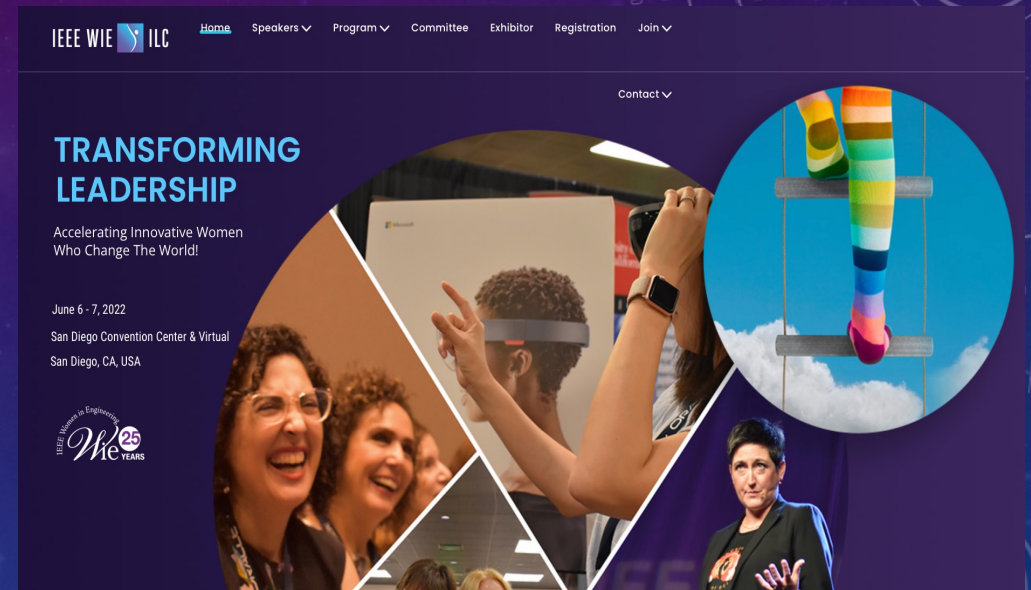 IEEE WIE ILC
Home Speakers Program Committee Exhibitor Registration Join
Contact
TRANSFORMING
LEADERSHIP
Accelerating Innovative Women
Who Change The World!
June 6 - 7, 2022
San Diego Convention Center & Virtual
San Diego, CA, USA
IEEE Women in Engineering
Wie 25
YEARS
Microsoft